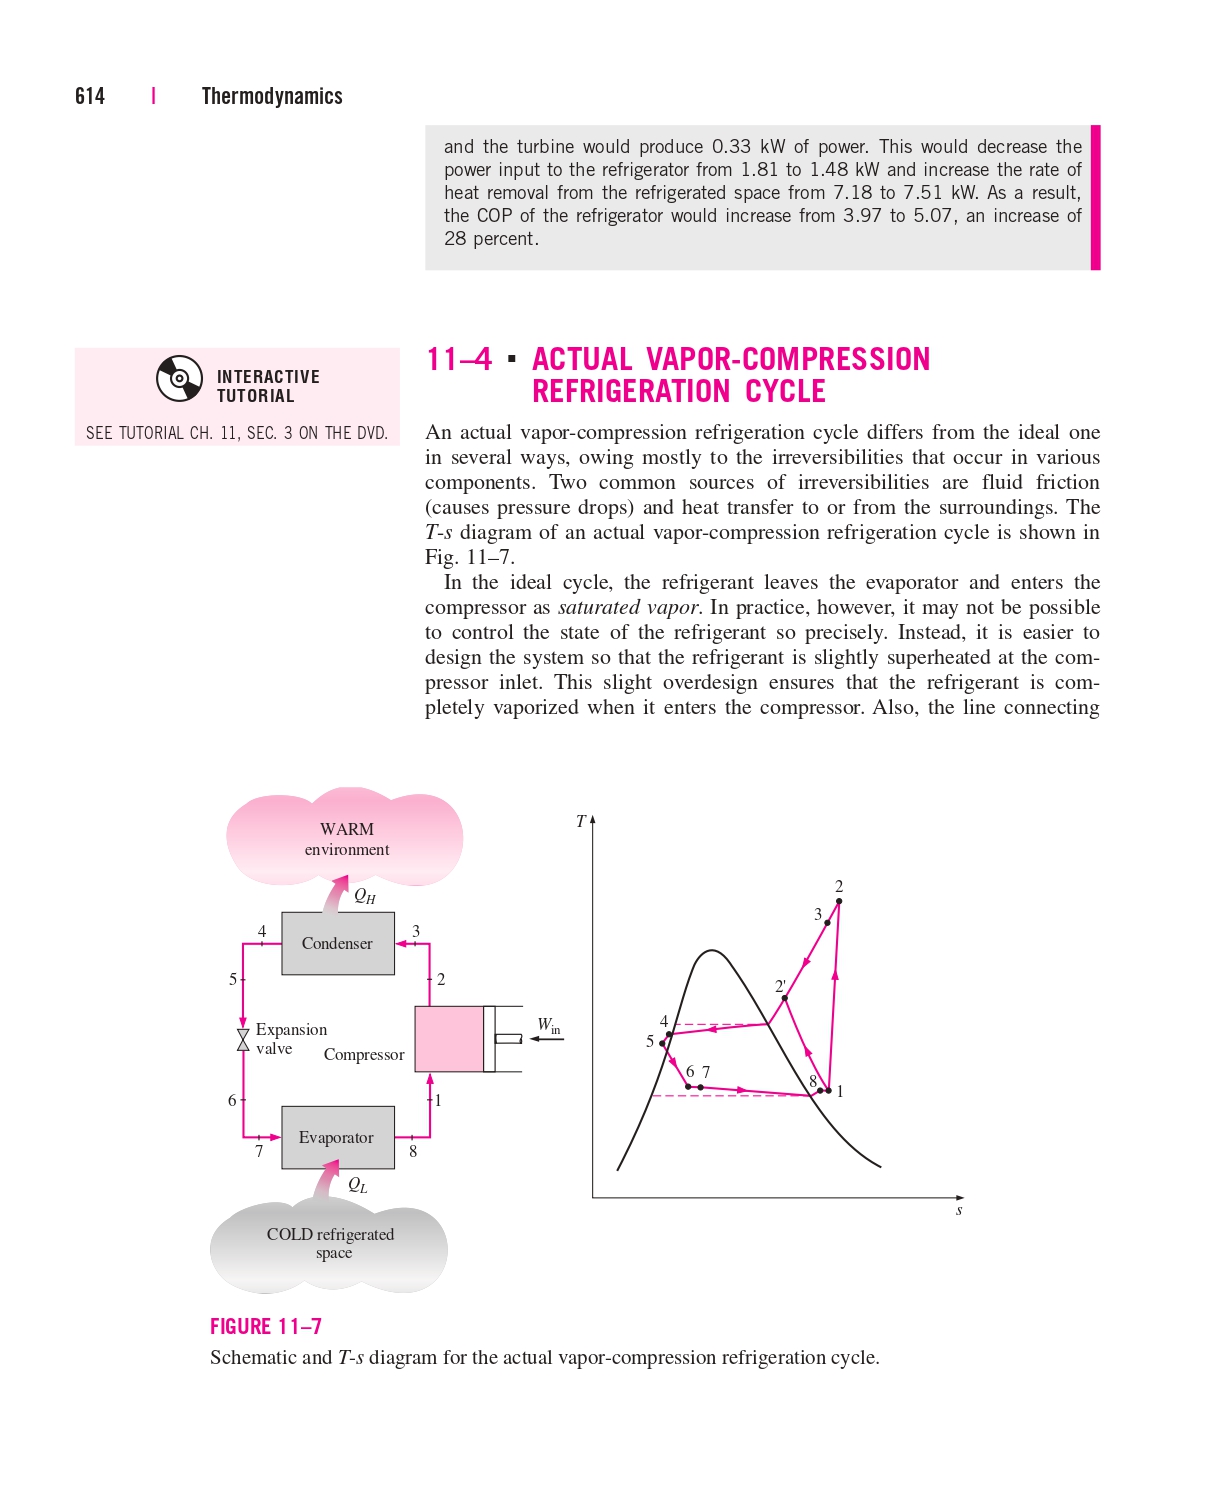 614 | Thermodynamics
and the turbine would produce 0.33 kW of power. This would decrease the
power input to the refrigerator from 1.81 to 1.48 kW and increase the rate of
heat removal from the refrigerated space from 7.18 to 7.51 kW. As a result,
the COP of the refrigerator would increase from 3.97 to 5.07, an increase of
28 percent.
INTERACTIVE
TUTORIAL
SEE TUTORIAL CH. 11, SEC. 3 ON THE DVD.
11–4 ▪ ACTUAL VAPOR-COMPRESSION
REFRIGERATION CYCLE
An actual vapor-compression refrigeration cycle differs from the ideal one
in several ways, owing mostly to the irreversibilities that occur in various
components. Two common sources of irreversibilities are fluid friction
(causes pressure drops) and heat transfer to or from the surroundings. The
T-s diagram of an actual vapor-compression refrigeration cycle is shown in
Fig. 11–7.
In the ideal cycle, the refrigerant leaves the evaporator and enters the
compressor as saturated vapor. In practice, however, it may not be possible
to control the state of the refrigerant so precisely. Instead, it is easier to
design the system so that the refrigerant is slightly superheated at the com-
pressor inlet. This slight overdesign ensures that the refrigerant is com-
pletely vaporized when it enters the compressor. Also, the line connecting
WARM
environment
QH
4
Condenser
3
5
2
Expansion
valve
Compressor
Win
6
1
Evaporator
7
8
QL
COLD refrigerated
space
T
2
3
2'
4
5
6 7
8
1
s
FIGURE 11–7
Schematic and T-s diagram for the actual vapor-compression refrigeration cycle.